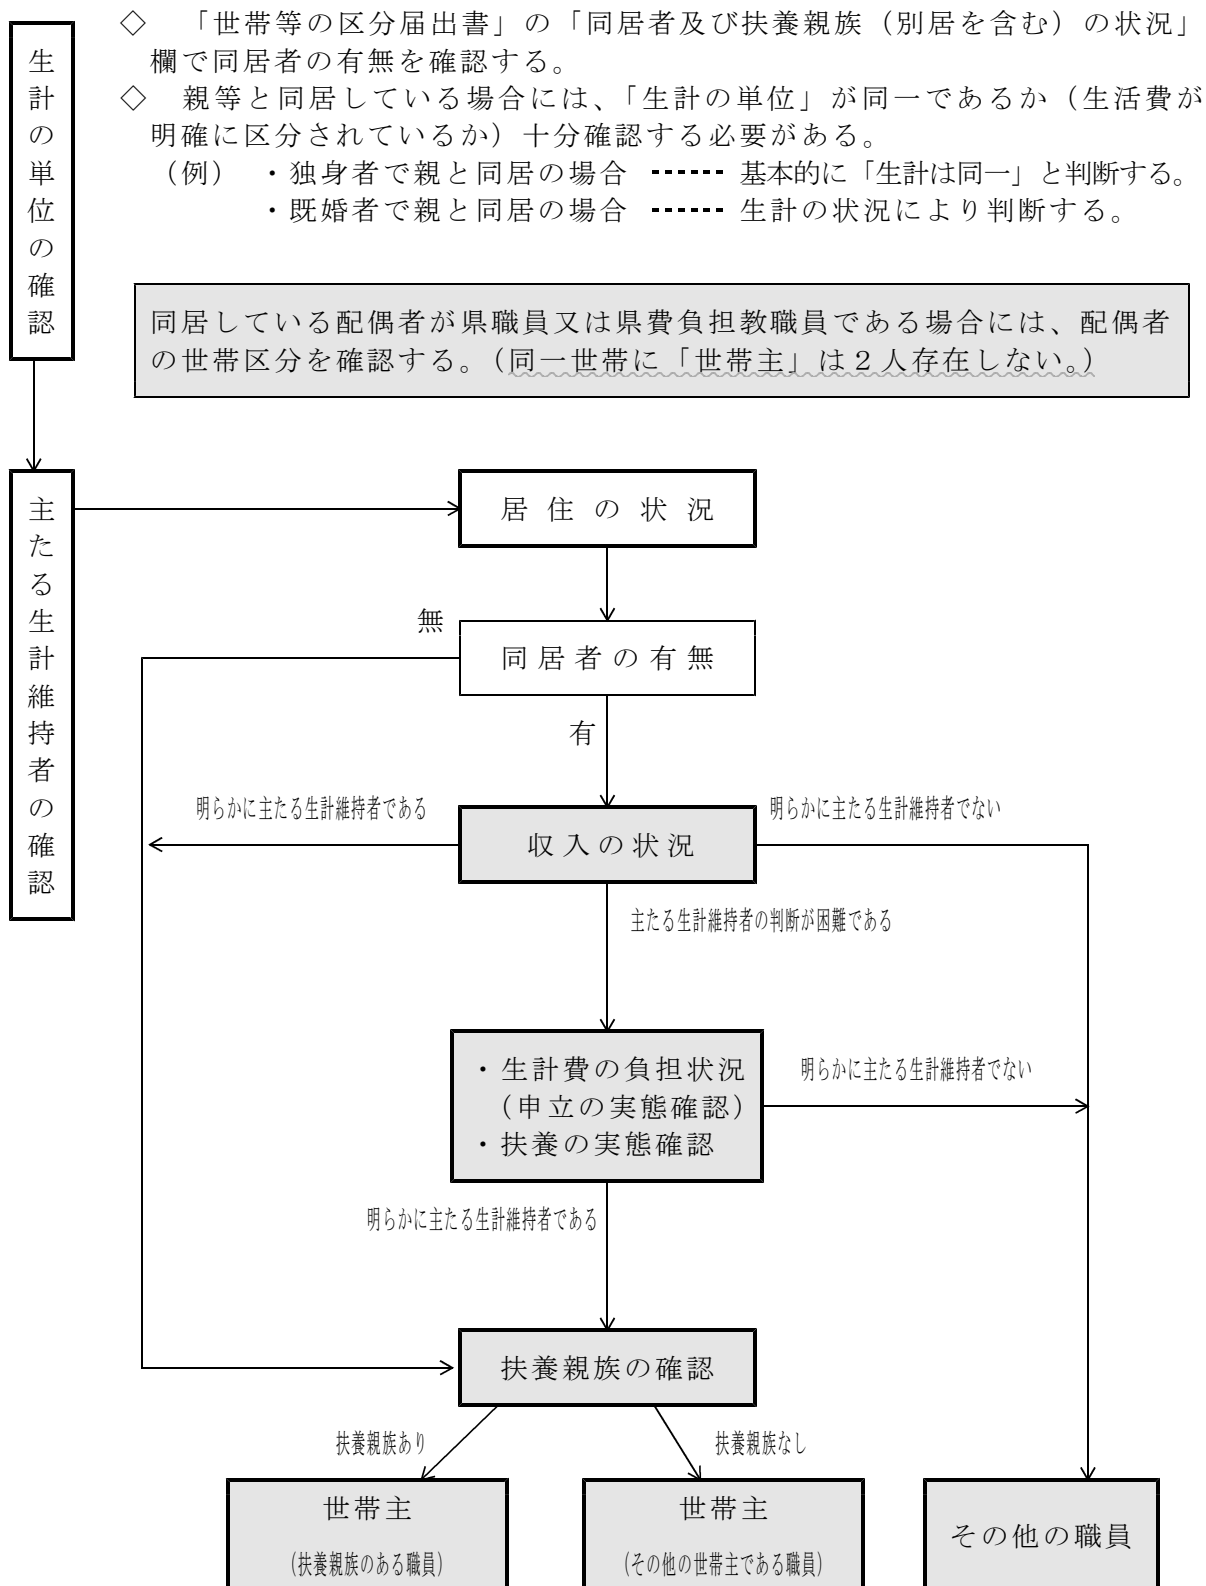 生計の単位の確認
◇　「世帯等の区分届出書」の「同居者及び扶養親族（別居を含む）の状況」
欄で同居者の有無を確認する。
◇　親等と同居している場合には、「生計の単位」が同一であるか（生活費が
明確に区分されているか）十分確認する必要がある。
（例）　・独身者で親と同居の場合 ------ 基本的に「生計は同一」と判断する。
・既婚者で親と同居の場合 ------ 生計の状況により判断する。
同居している配偶者が県職員又は県費負担教職員である場合には、配偶者
の世帯区分を確認する。（同一世帯に「世帯主」は２人存在しない。）
主たる生計維持者の確認
居住の状況
無
同居者の有無
有
明らかに主たる生計維持者である
明らかに主たる生計維持者でない
収入の状況
主たる生計維持者の判断が困難である
・生計費の負担状況
（申立の実態確認）
・扶養の実態確認
明らかに主たる生計維持者でない
明らかに主たる生計維持者である
扶養親族の確認
扶養親族あり
扶養親族なし
世帯主
（扶養親族のある職員）
世帯主
（その他の世帯主である職員）
その他の職員